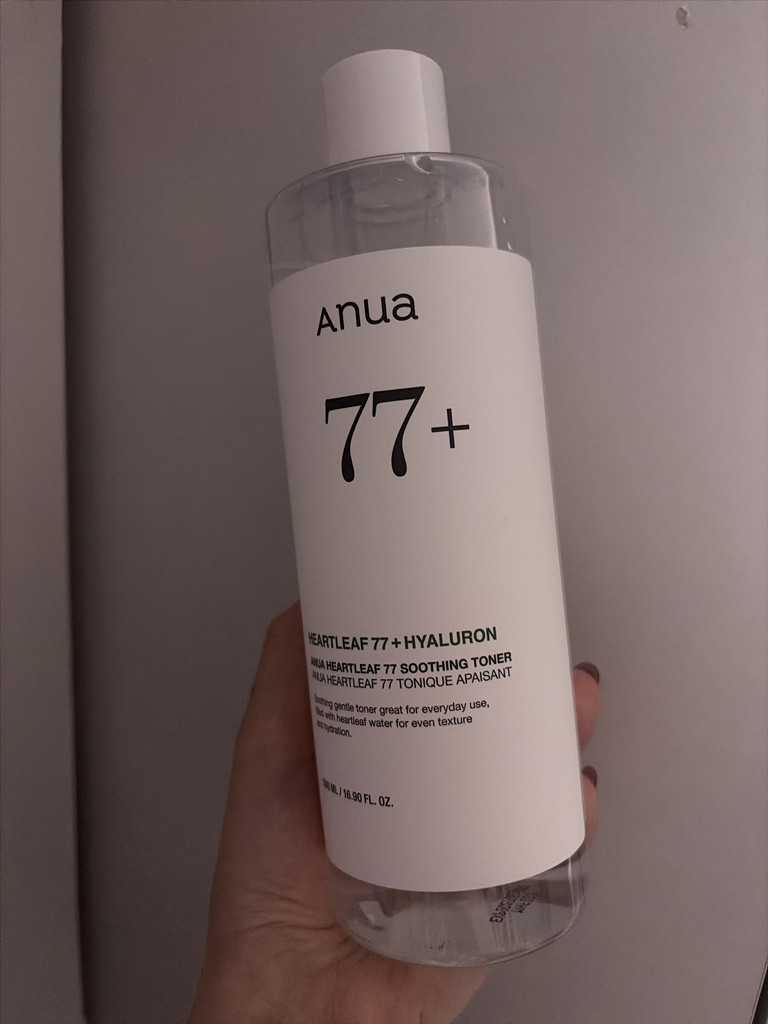 Anua
77+
HEARTLEAF 77 + HYALURON
ANUA HEARTLEAF 77 SOOTHING TONER
ANUA HEARTLEAF 77 TONIQUE APAISANT
Soothing gentle toner great for everyday use,
with heartleaf water for even texture
and hydration.
ML / 16.90 FL. OZ.